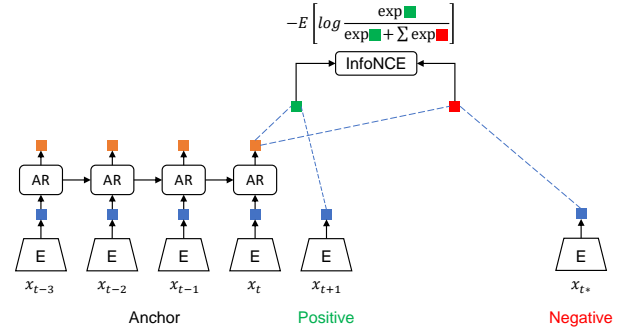 −E [log exp■ / (exp■ + ∑ exp■)]
InfoNCE
AR AR AR AR
E E E E E E
x_{t−3} x_{t−2} x_{t−1} x_t x_{t+1} x_{t*}
Anchor Positive Negative